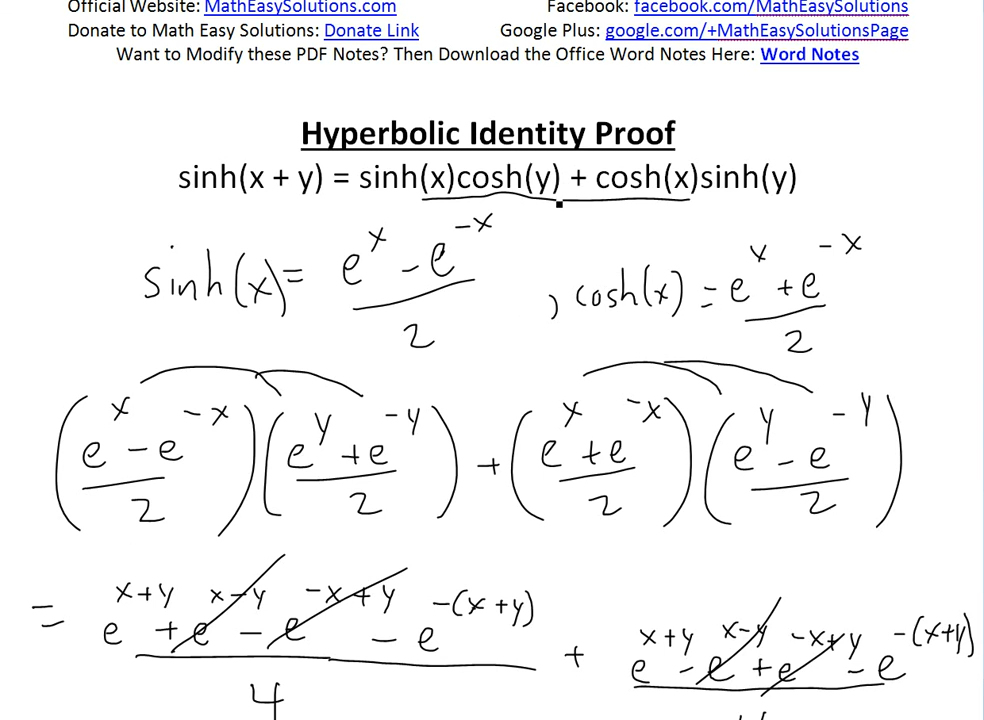 Official Website: MathEasySolutions.com Facebook: facebook.com/MathEasySolutions
Donate to Math Easy Solutions: Donate Link Google Plus: google.com/+MathEasySolutionsPage
Want to Modify these PDF Notes? Then Download the Office Word Notes Here: Word Notes
Hyperbolic Identity Proof
sinh(x + y) = sinh(x)cosh(y) + cosh(x)sinh(y)
sinh(x) = (e^x - e^(-x))/2 , cosh(x) = (e^x + e^(-x))/2
((e^x - e^(-x))/2)((e^y + e^(-y))/2) + ((e^x + e^(-x))/2)((e^y - e^(-y))/2)
= (e^(x+y) + e^(x-y) - e^(-x+y) - e^(-(x+y)))/4 + (e^(x+y) - e^(x-y) + e^(-x+y) - e^(-(x+y)))